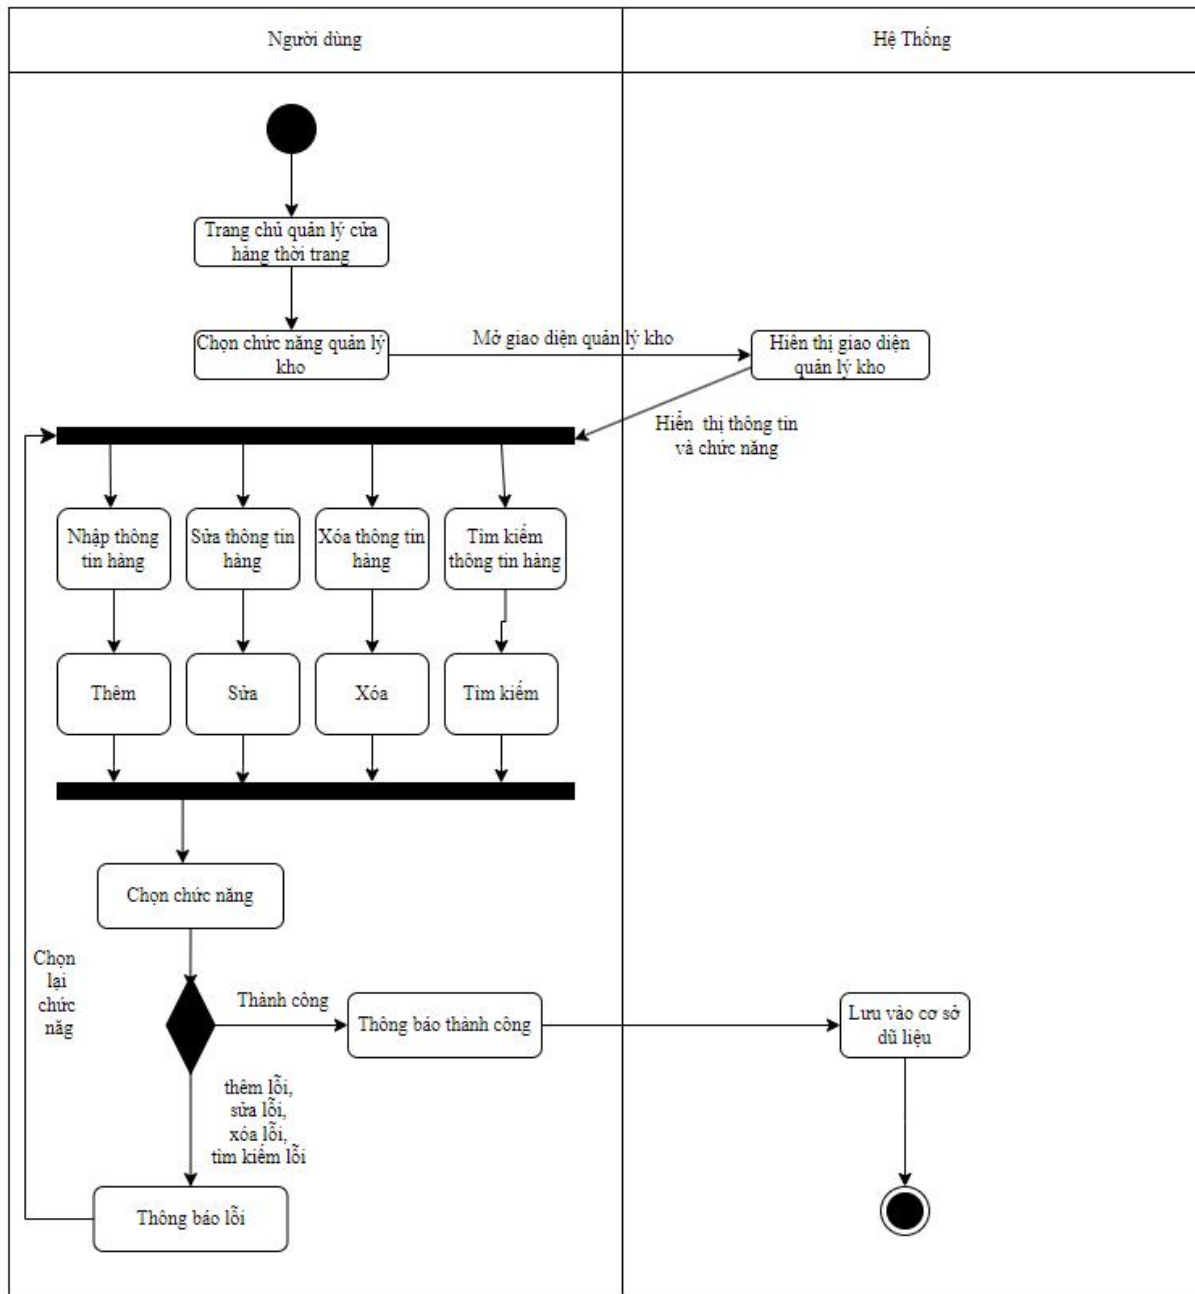 Người dùng
Hệ Thống
Trang chủ quản lý cửa
hàng thời trang
Chọn chức năng quản lý
kho
Mở giao diện quản lý kho
Hiển thị giao diện
quản lý kho
Hiển thị thông tin
và chức năng
Nhập thông
tin hàng
Sửa thông tin
hàng
Xóa thông tin
hàng
Tìm kiếm
thông tin hàng
Thêm
Sửa
Xóa
Tìm kiếm
Chọn chức năng
Chọn
lại
chức
năg
Thành công
Thông báo thành công
Lưu vào cơ sở
dũ liệu
thêm lỗi,
sửa lỗi,
xóa lỗi,
tìm kiếm lỗi
Thông báo lỗi